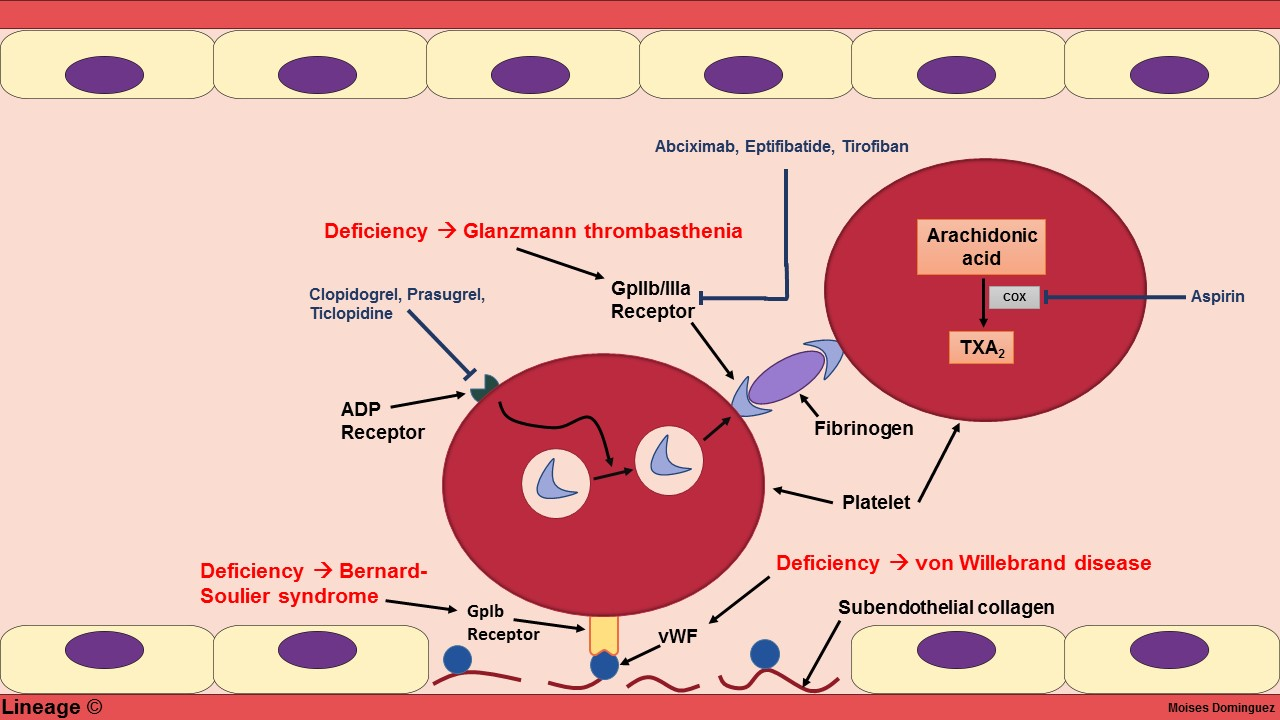 Abciximab, Eptifibatide, Tirofiban
Deficiency → Glanzmann thrombasthenia
Arachidonic
acid
GpIIb/IIIa
Receptor
Clopidogrel, Prasugrel,
Ticlopidine
COX
Aspirin
TXA₂
ADP
Receptor
Fibrinogen
Platelet
Deficiency → Bernard-
Soulier syndrome
Deficiency → von Willebrand disease
GpIb
Receptor
vWF
Subendothelial collagen
Lineage ©
Moises Dominguez